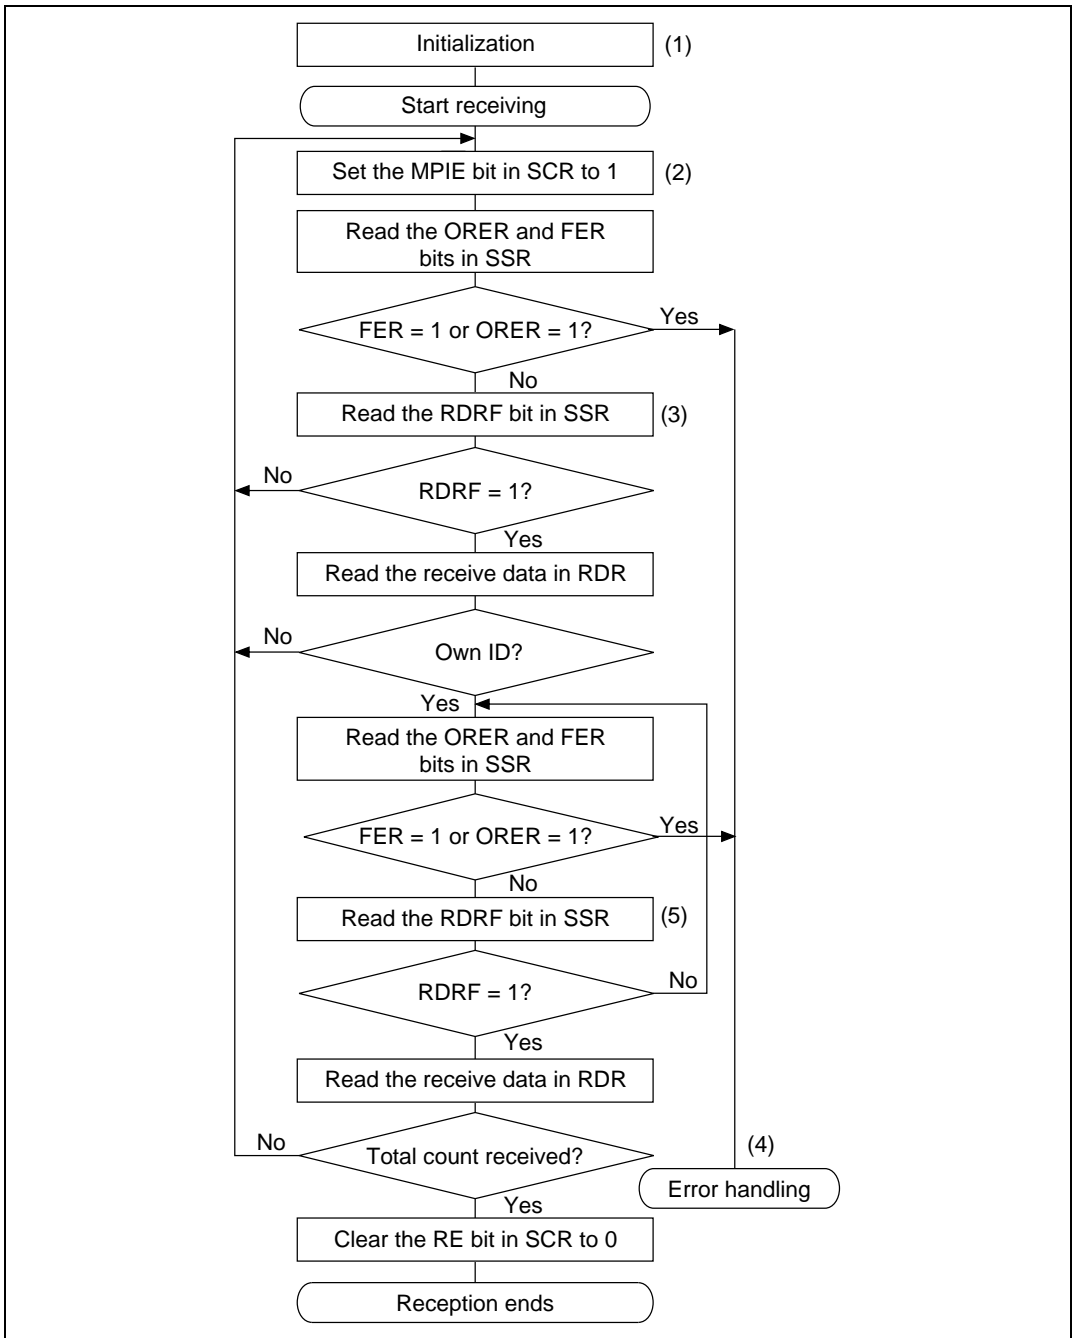 Initialization
(1)
Start receiving
Set the MPIE bit in SCR to 1
(2)
Read the ORER and FER
bits in SSR
FER = 1 or ORER = 1?
Yes
No
Read the RDRF bit in SSR
(3)
No
RDRF = 1?
Yes
Read the receive data in RDR
No
Own ID?
Yes
Read the ORER and FER
bits in SSR
FER = 1 or ORER = 1?
Yes
No
Read the RDRF bit in SSR
(5)
RDRF = 1?
No
Yes
Read the receive data in RDR
No
Total count received?
(4)
Error handling
Yes
Clear the RE bit in SCR to 0
Reception ends